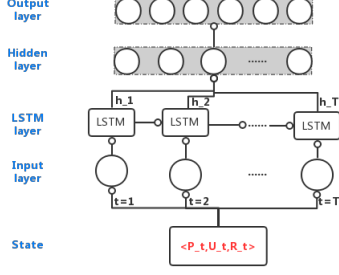 Output
layer
Hidden
layer
......
h_1
h_2
h_T
LSTM
layer
LSTM
LSTM
......
LSTM
Input
layer
......
t=1
t=2
t=T
State
<P_t,U_t,R_t>